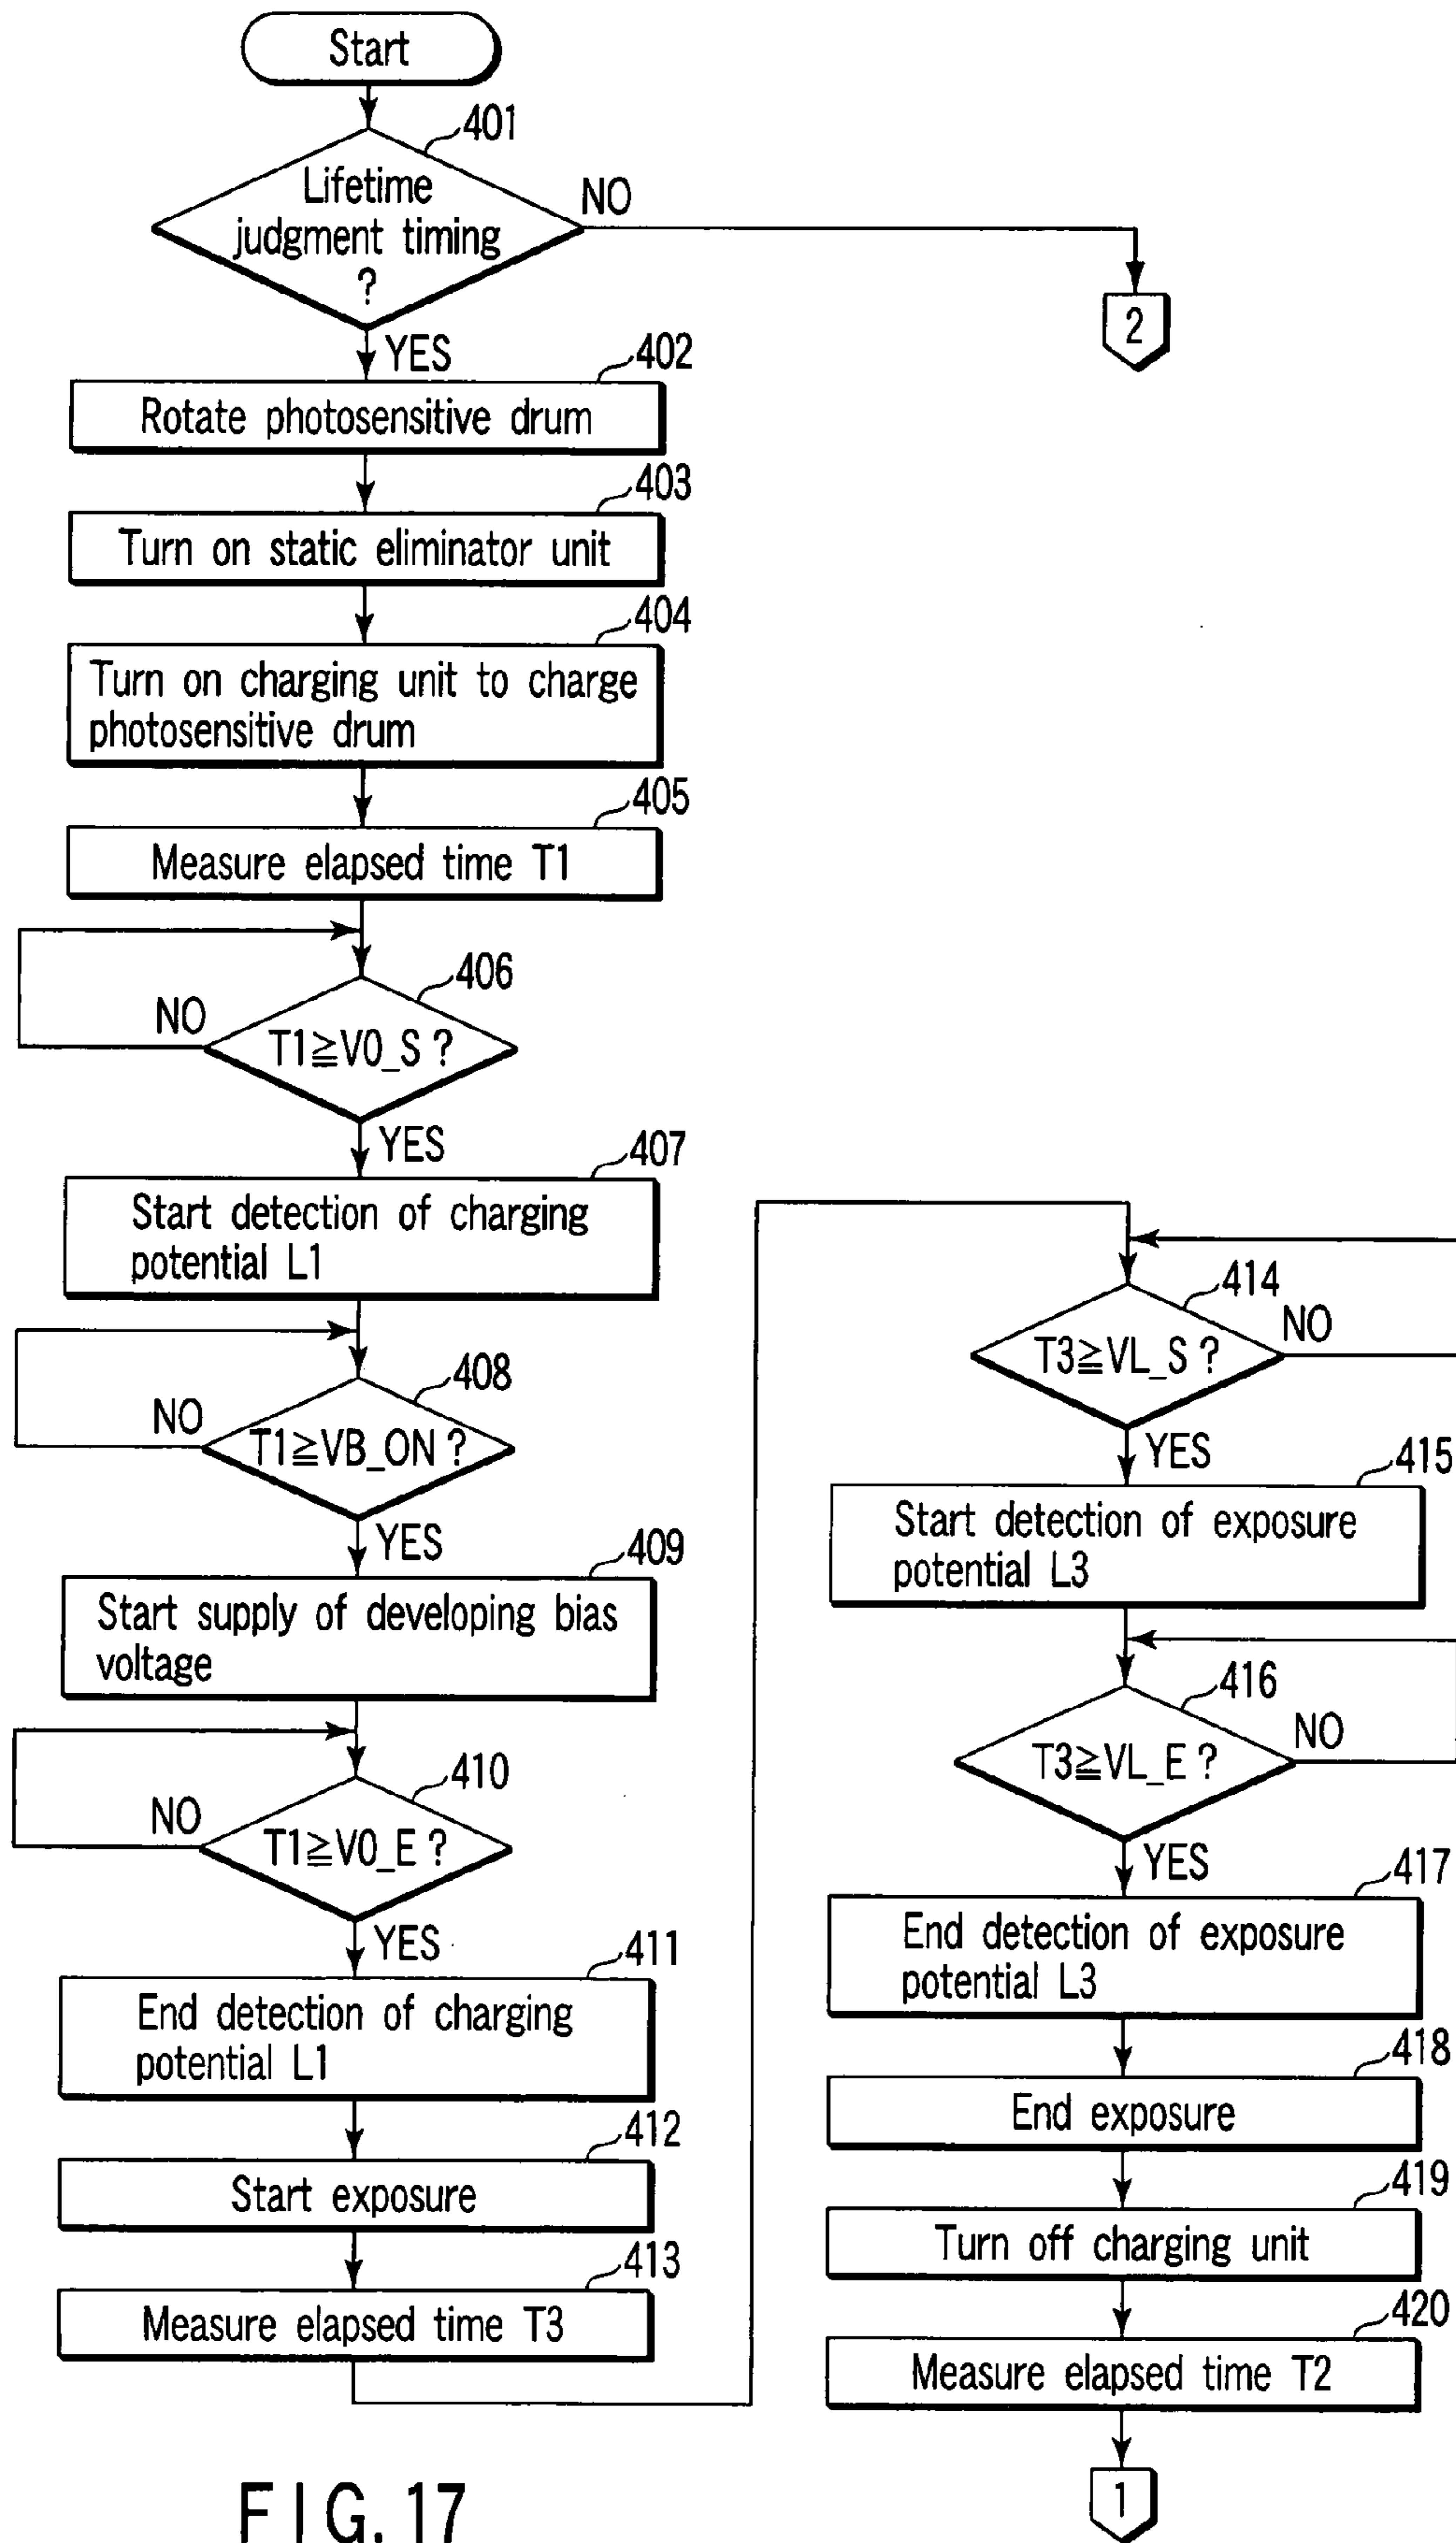 Start
401
Lifetime
judgment timing
?
NO
2
YES
402
Rotate photosensitive drum
403
Turn on static eliminator unit
404
Turn on charging unit to charge
photosensitive drum
405
Measure elapsed time T1
406
NO
T1≧V0_S ?
YES
407
Start detection of charging
potential L1
408
NO
T1≧VB_ON ?
YES
409
Start supply of developing bias
voltage
410
NO
T1≧V0_E ?
YES
411
End detection of charging
potential L1
412
Start exposure
413
Measure elapsed time T3
414
NO
T3≧VL_S ?
YES
415
Start detection of exposure
potential L3
416
NO
T3≧VL_E ?
YES
417
End detection of exposure
potential L3
418
End exposure
419
Turn off charging unit
420
Measure elapsed time T2
1
FIG. 17